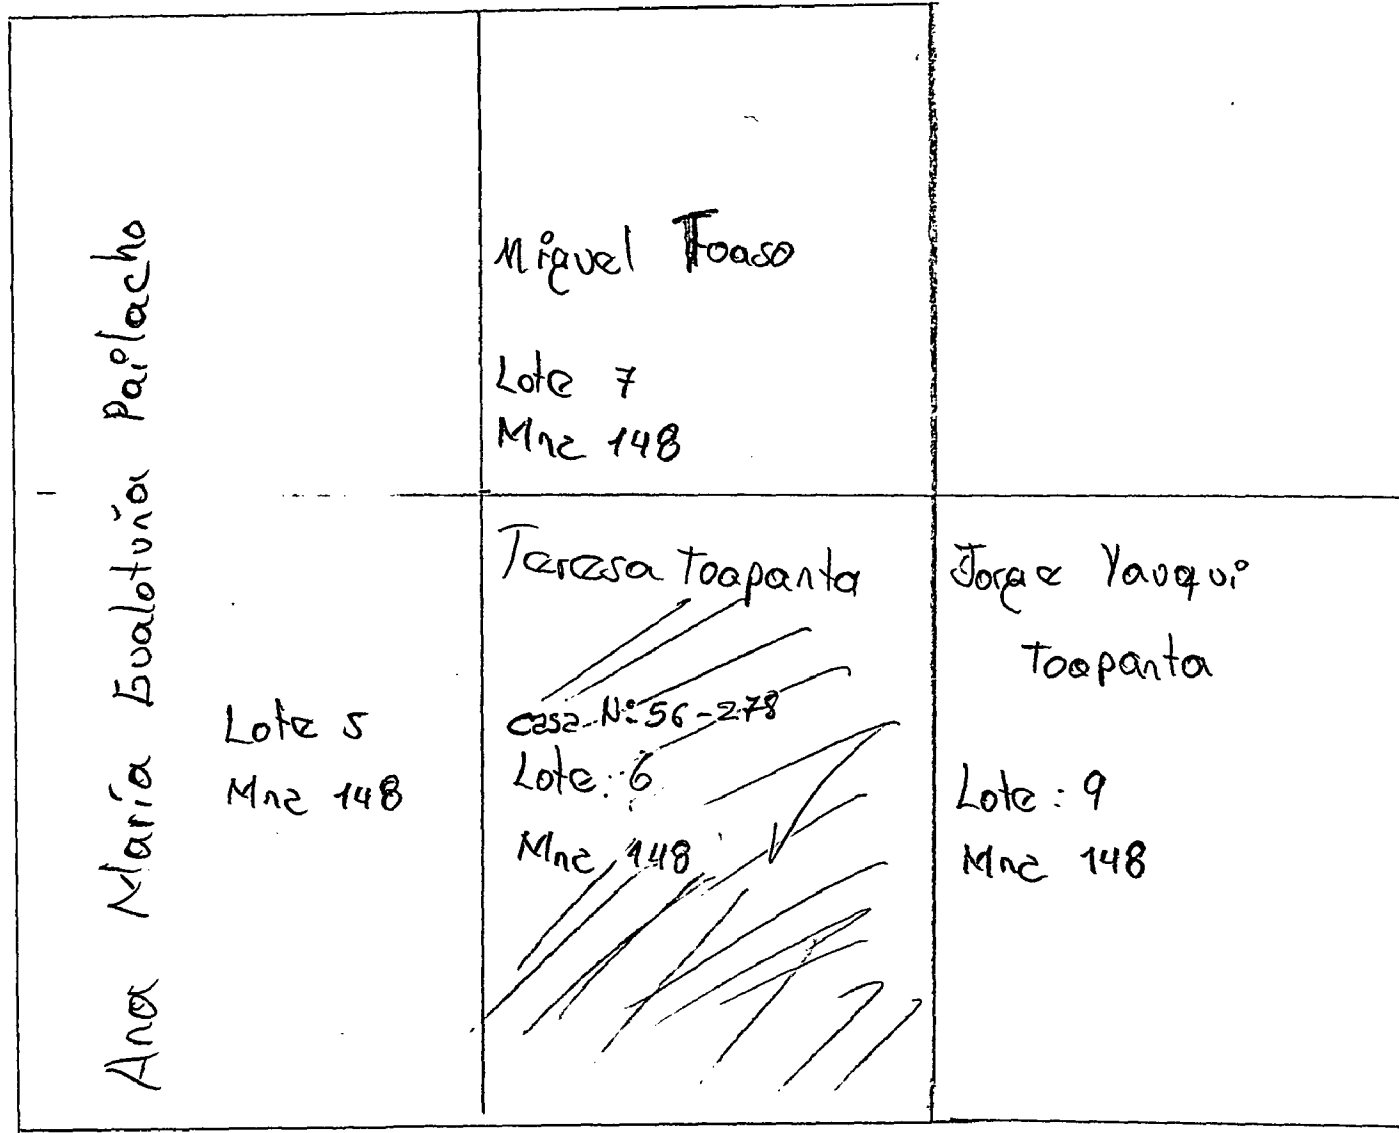 Ana María Gualotuña Pailacho
Lote 5
Mnz 148
Miguel Toaso
Lote 7
Mnz 148
Teresa Toapanta
casa N: 56-278
Lote: 6
Mnz 148
Jorge Yauqui
Toapanta
Lote: 9
Mnz 148